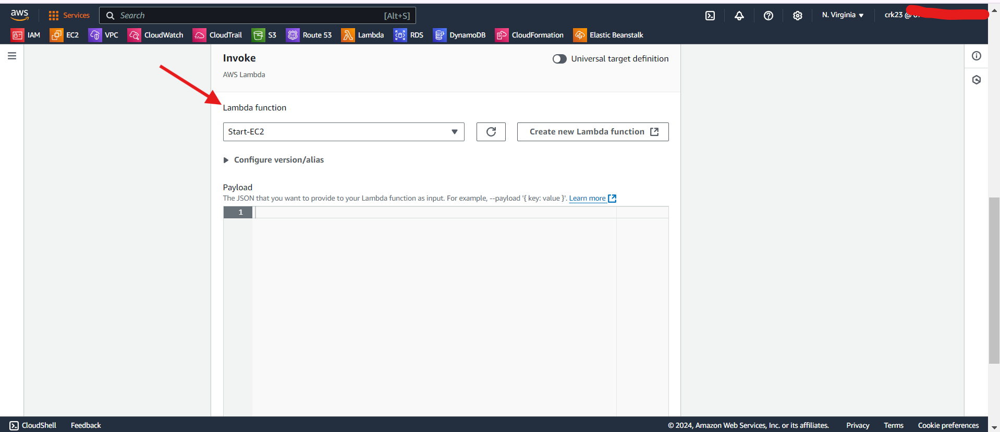 aws
Services
Search
[Alt+S]
N. Virginia
crk23 @
IAM
EC2
VPC
CloudWatch
CloudTrail
S3
Route 53
Lambda
RDS
DynamoDB
CloudFormation
Elastic Beanstalk
Invoke
Universal target definition
AWS Lambda
Lambda function
Start-EC2
Create new Lambda function
Configure version/alias
Payload
The JSON that you want to provide to your Lambda function as input. For example, --payload '{ key: value }'. Learn more
1
CloudShell
Feedback
© 2024, Amazon Web Services, Inc. or its affiliates.
Privacy
Terms
Cookie preferences